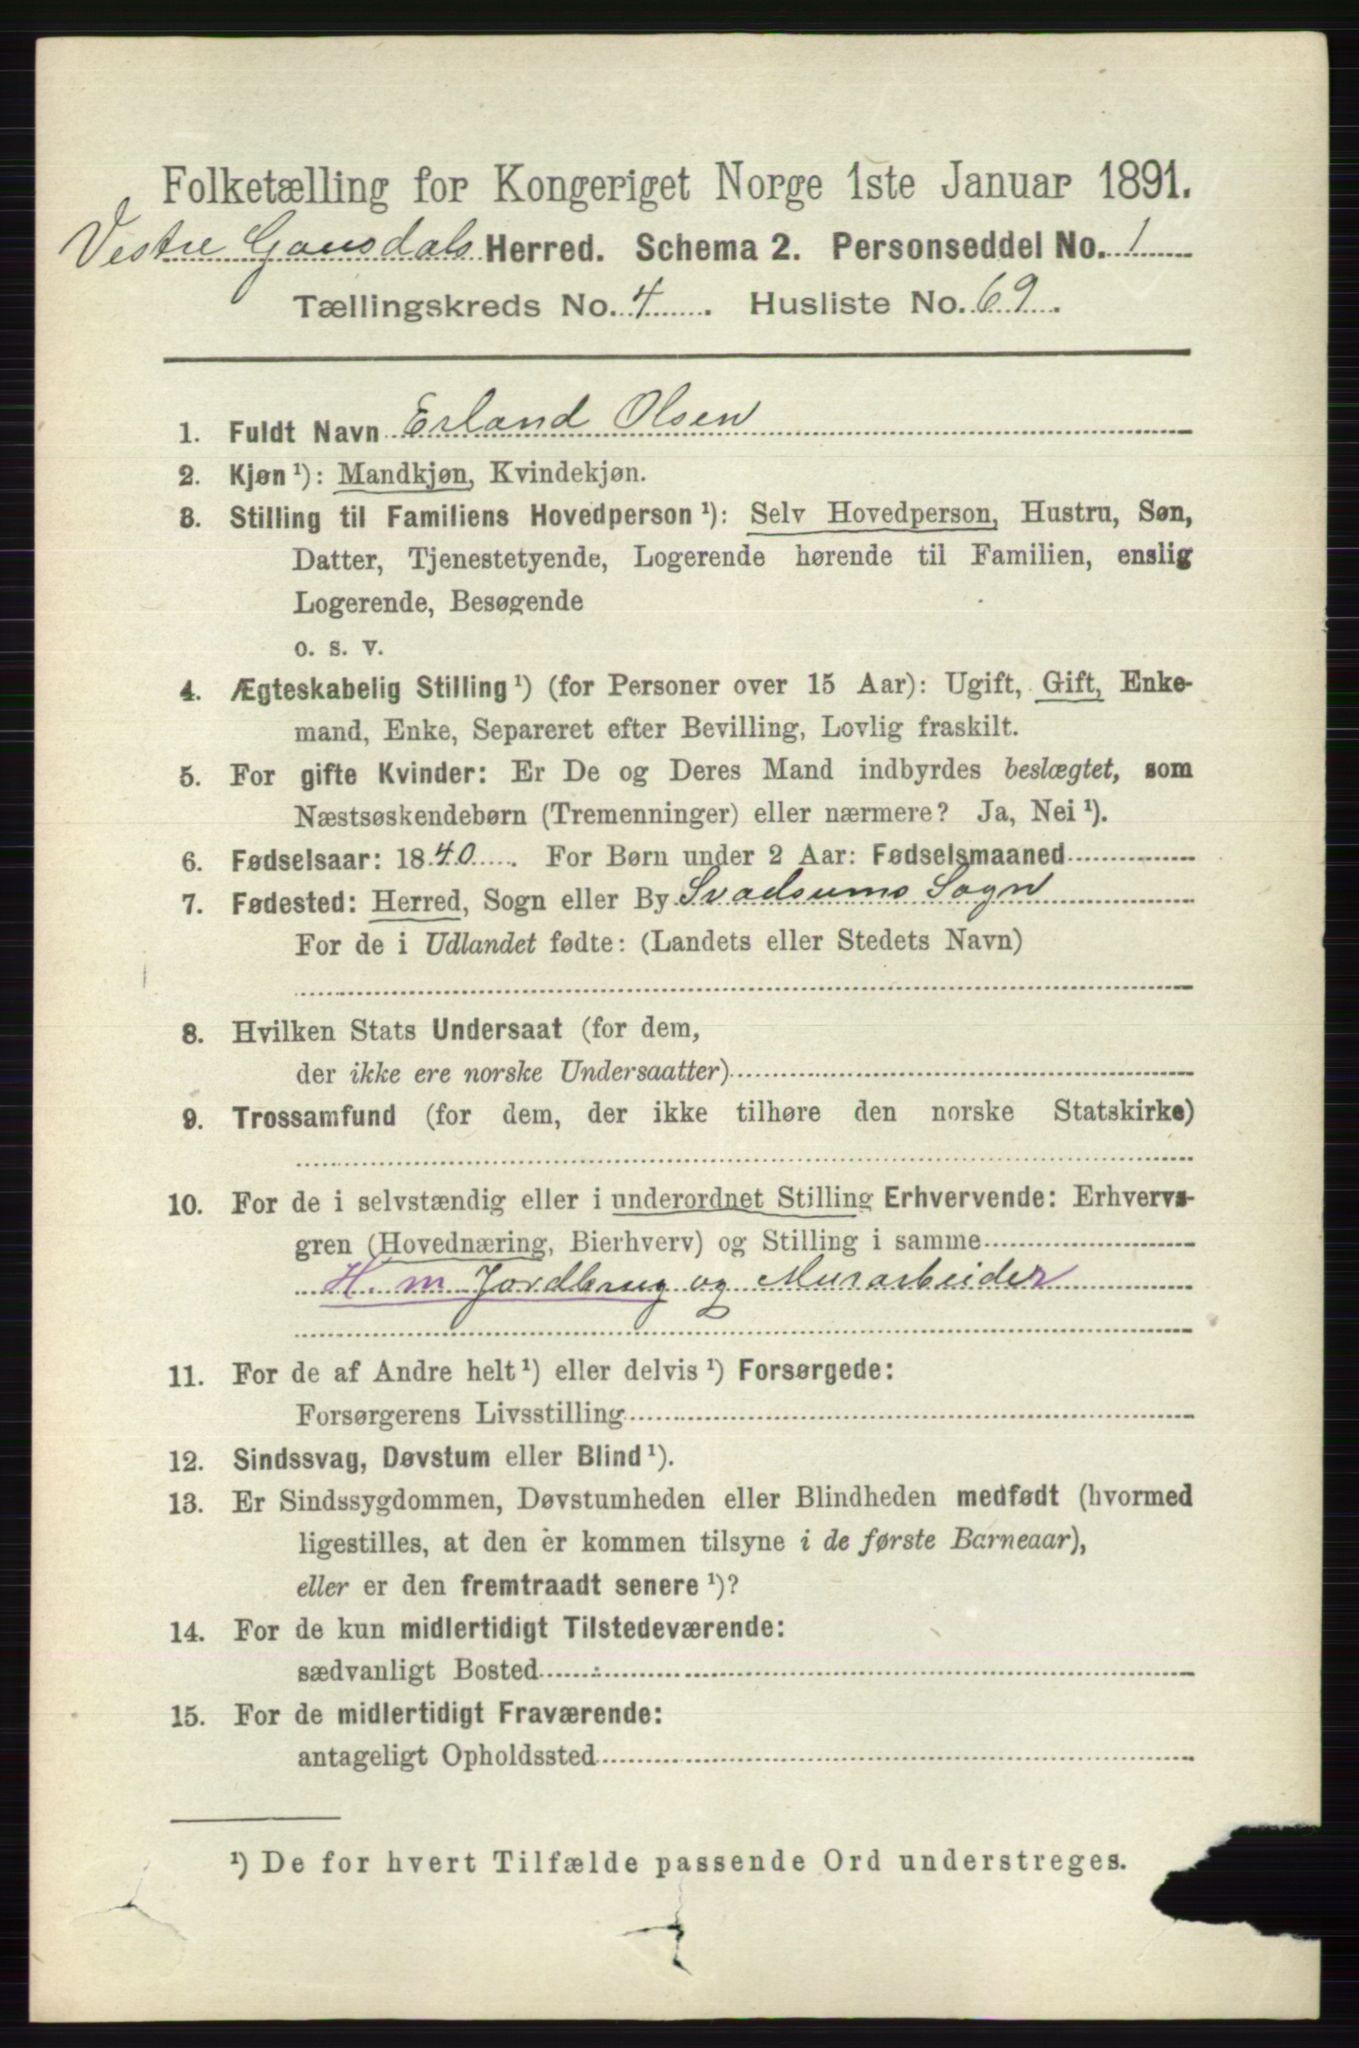 Folketælling for Kongeriget Norge 1ste Januar 1891.
Vestre Gausdals Herred. Schema 2. Personseddel No. 1
Tællingskreds No. 4. Husliste No. 69.
1. Fuldt Navn Erland Olsen
2. Kjøn ¹): Mandkjøn, Kvindekjøn.
3. Stilling til Familiens Hovedperson ¹): Selv Hovedperson, Hustru, Søn,
Datter, Tjenestetyende, Logerende hørende til Familien, enslig
Logerende, Besøgende
o. s. v.
4. Ægteskabelig Stilling ¹) (for Personer over 15 Aar): Ugift, Gift, Enke-
mand, Enke, Separeret efter Bevilling, Lovlig fraskilt.
5. For gifte Kvinder: Er De og Deres Mand indbyrdes beslægtet, som
Næstsøskendebørn (Tremenninger) eller nærmere? Ja, Nei ¹).
6. Fødselsaar: 1840. For Børn under 2 Aar: Fødselsmaaned
7. Fødested: Herred, Sogn eller By Svadsums Sogn
For de i Udlandet fødte: (Landets eller Stedets Navn)
8. Hvilken Stats Undersaat (for dem,
der ikke ere norske Undersaatter)
9. Trossamfund (for dem, der ikke tilhøre den norske Statskirke)
10. For de i selvstændig eller i underordnet Stilling Erhvervende: Erhvervs-
gren (Hovednæring, Bierhverv) og Stilling i samme
H. m Jordbrug og Murarbeider
11. For de af Andre helt ¹) eller delvis ¹) Forsørgede:
Forsørgerens Livsstilling
12. Sindssvag, Døvstum eller Blind ¹).
13. Er Sindssygdommen, Døvstumheden eller Blindheden medfødt (hvormed
ligestilles, at den er kommen tilsyne i de første Barneaar),
eller er den fremtraadt senere ¹)?
14. For de kun midlertidigt Tilstedeværende:
sædvanligt Bosted
15. For de midlertidigt Fraværende:
antageligt Opholdssted
¹) De for hvert Tilfælde passende Ord understreges.